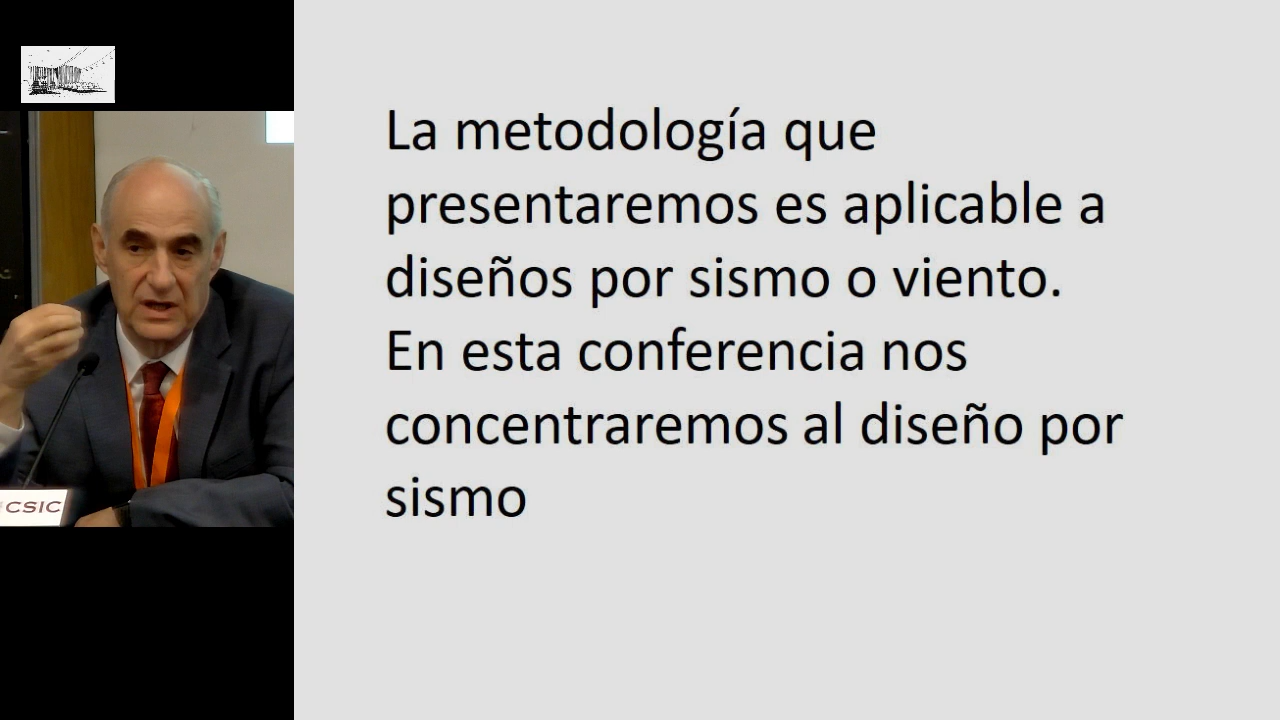 La metodología que
presentaremos es aplicable a
diseños por sismo o viento.
En esta conferencia nos
concentraremos al diseño por
sismo
CSIC